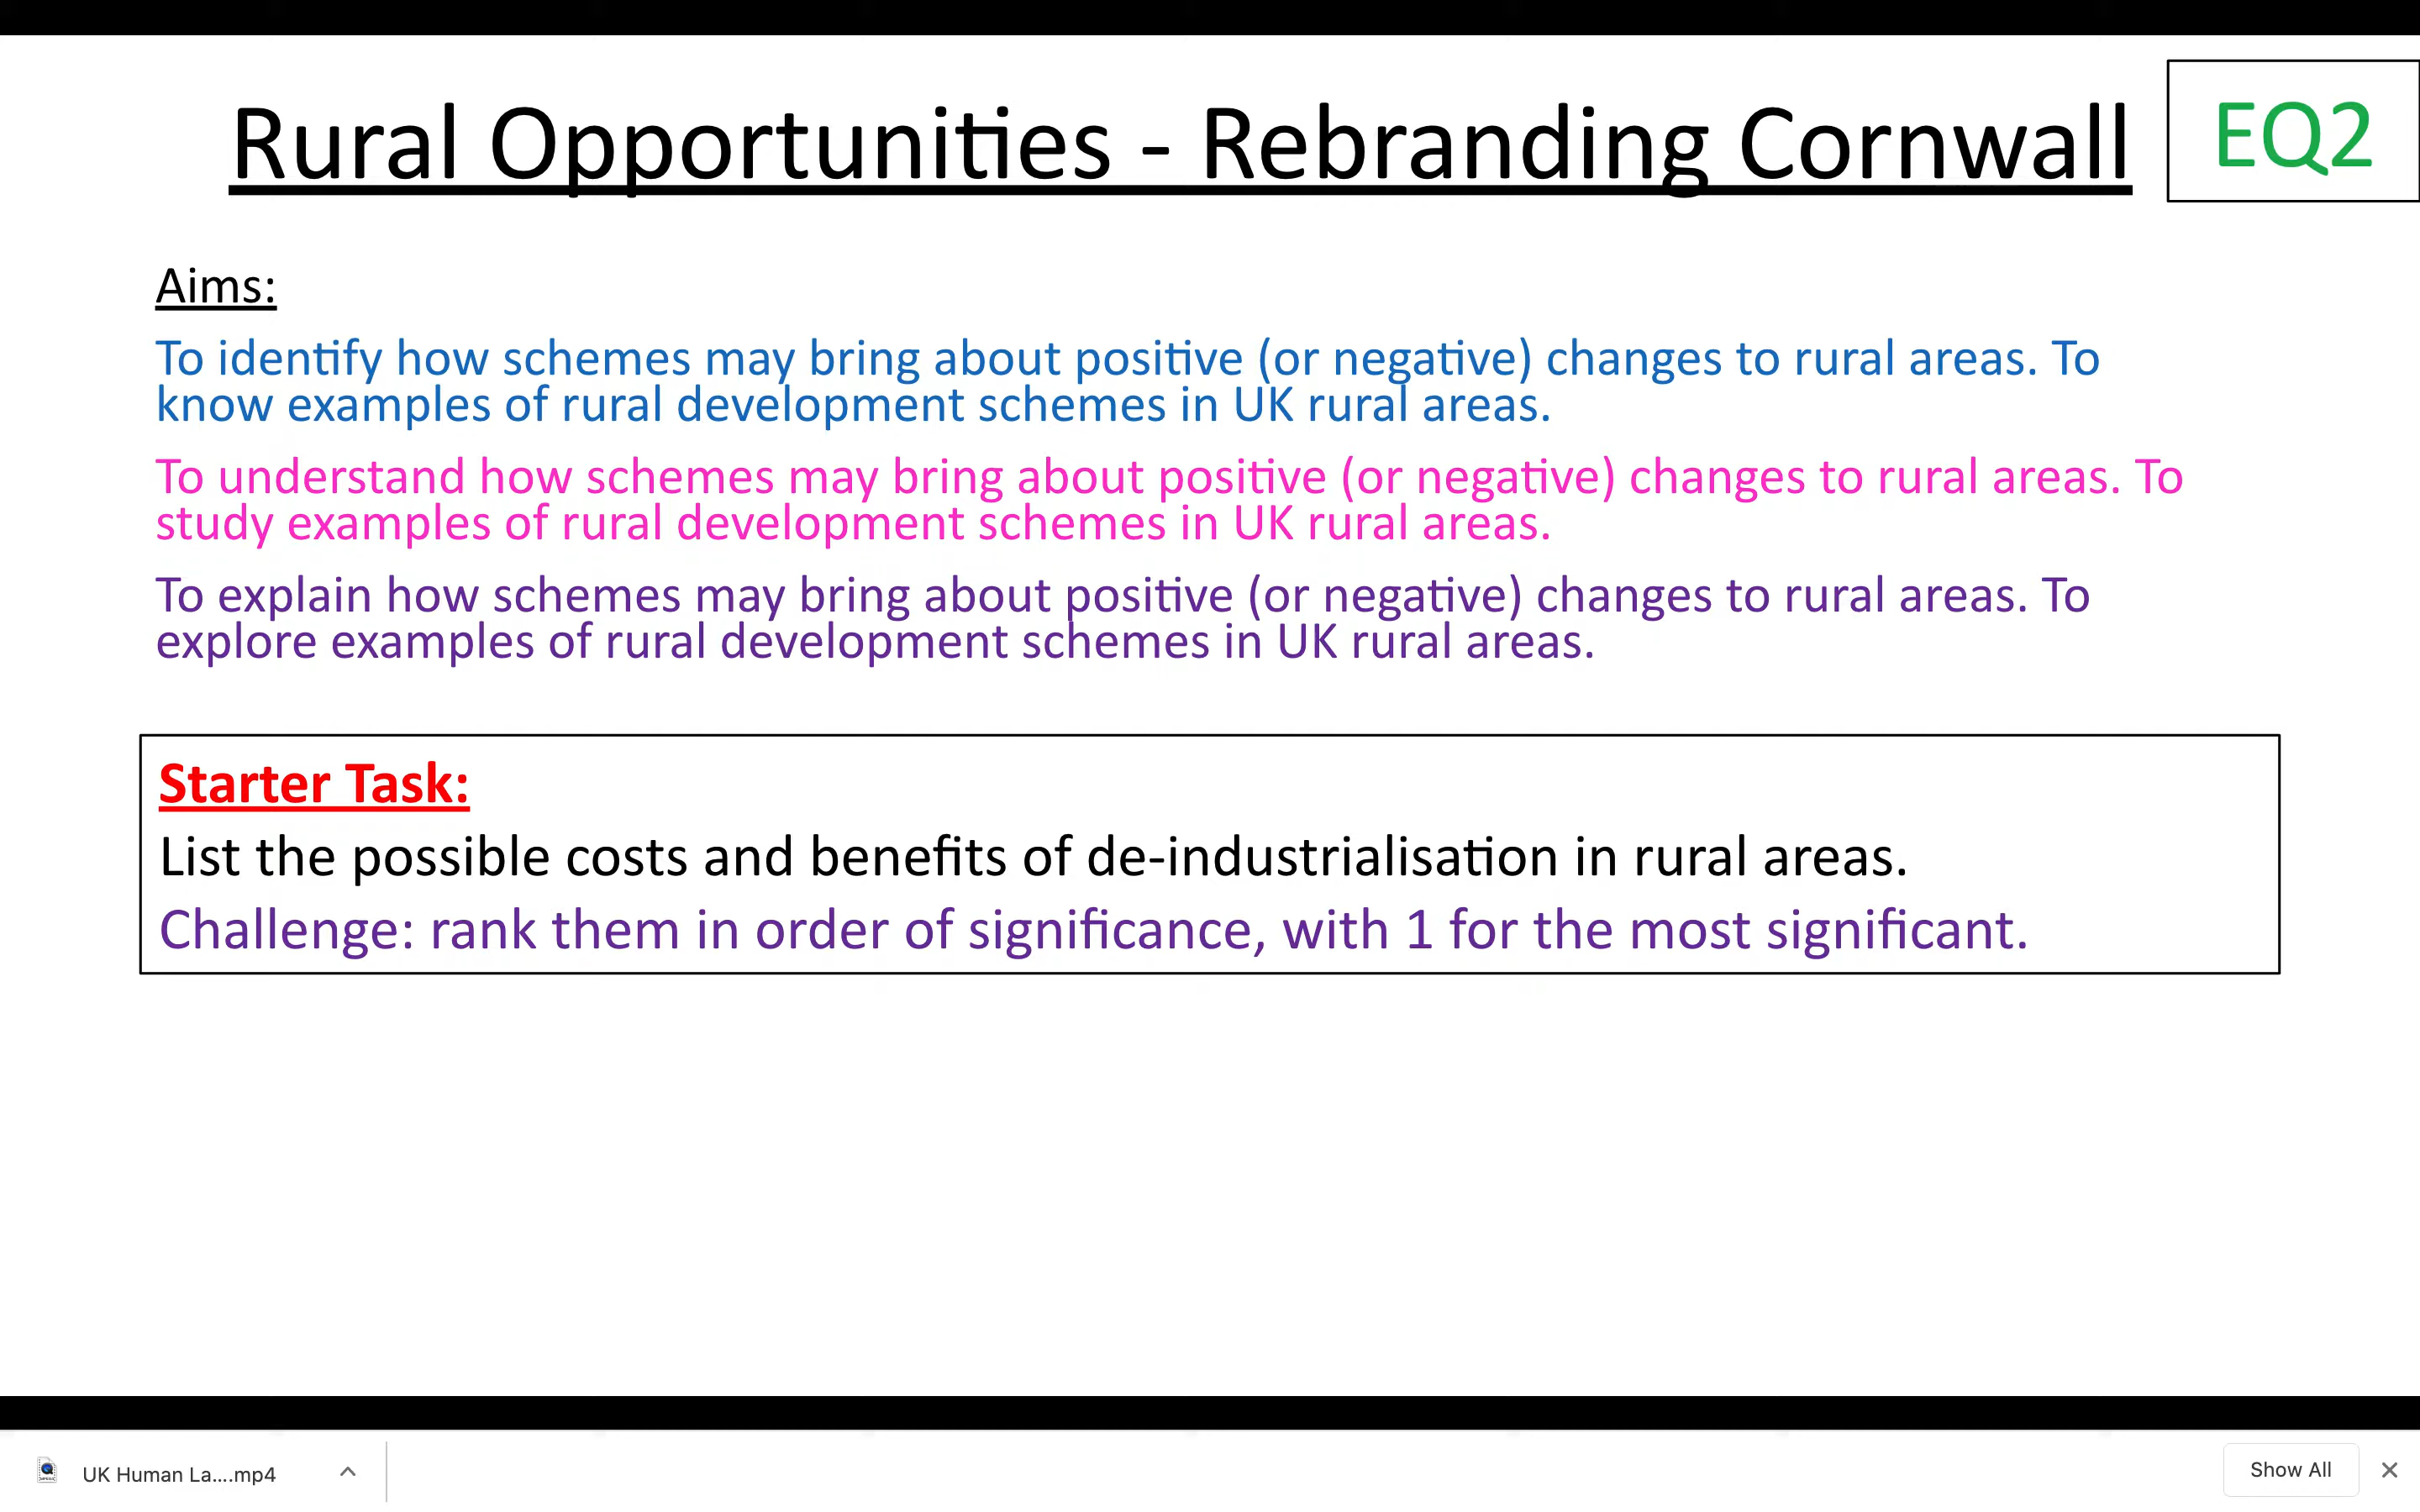 Rural Opportunities - Rebranding Cornwall
EQ2
Aims:
To identify how schemes may bring about positive (or negative) changes to rural areas. To
know examples of rural development schemes in UK rural areas.
To understand how schemes may bring about positive (or negative) changes to rural areas. To
study examples of rural development schemes in UK rural areas.
To explain how schemes may bring about positive (or negative) changes to rural areas. To
explore examples of rural development schemes in UK rural areas.
Starter Task:
List the possible costs and benefits of de-industrialisation in rural areas.
Challenge: rank them in order of significance, with 1 for the most significant.
UK Human La....mp4
Show All